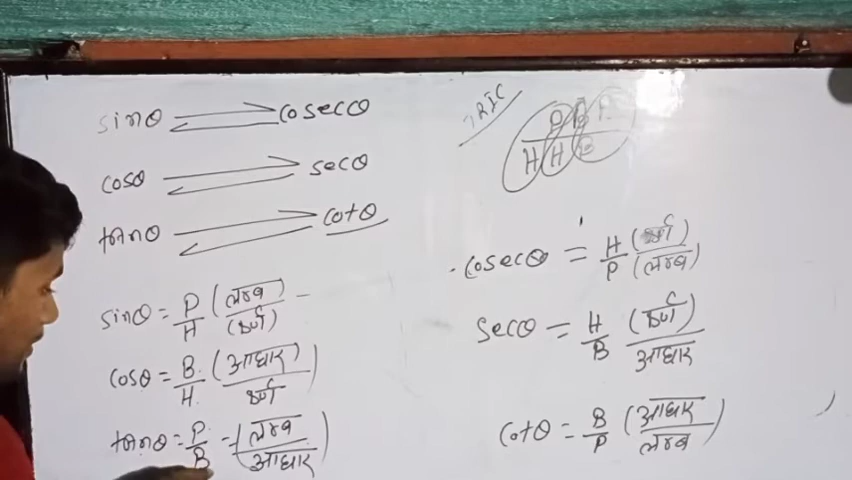 sinθ ⇌ cosecθ
cosθ ⇌ secθ
tanθ ⇌ cotθ
sinθ = P/H (लम्ब/कर्ण)
cosθ = B/H (आधार/कर्ण)
tanθ = P/B = (लम्ब/आधार)
TRIC
P B P
H H B
cosecθ = H/P (कर्ण)/(लम्ब)
secθ = H/B (कर्ण)/आधार
cotθ = B/P (आधार/लम्ब)